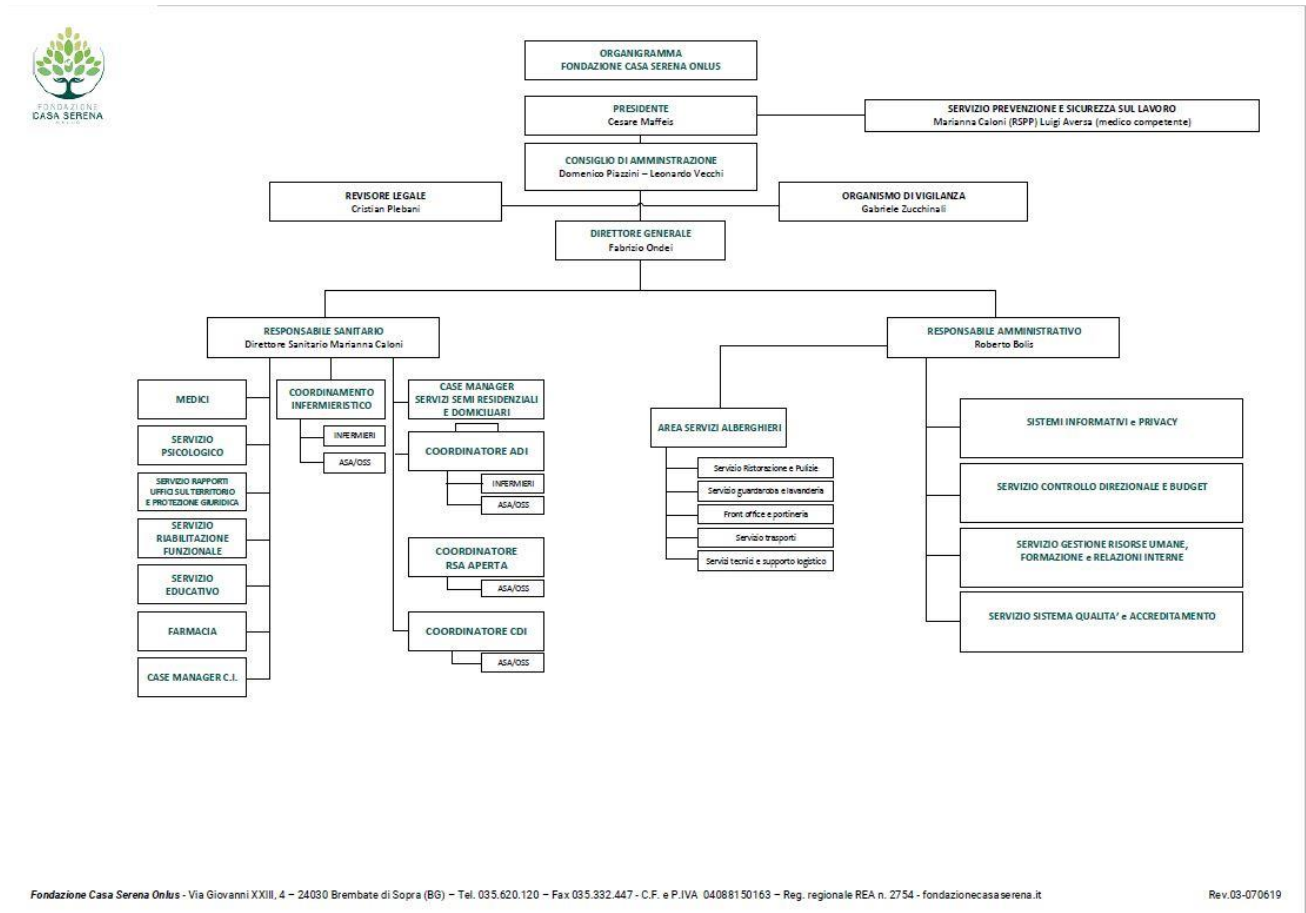 FONDAZIONE
CASA SERENA
ORGANIGRAMMA
FONDAZIONE CASA SERENA ONLUS
PRESIDENTE
Cesare Maffeis
SERVIZIO PREVENZIONE E SICUREZZA SUL LAVORO
Marianna Caloni (RSPP) Luigi Aversa (medico competente)
CONSIGLIO DI AMMINSTRAZIONE
Domenico Piazzini – Leonardo Vecchi
REVISORE LEGALE
Cristian Plebani
ORGANISMO DI VIGILANZA
Gabriele Zucchinali
DIRETTORE GENERALE
Fabrizio Ondei
RESPONSABILE SANITARIO
Direttore Sanitario Marianna Caloni
RESPONSABILE AMMINISTRATIVO
Roberto Bolis
MEDICI
SERVIZIO
PSICOLOGICO
SERVIZIO RAPPORTI
UFFICI SUL TERRITORIO
E PROTEZIONE GIURIDICA
SERVIZIO
RIABILITAZIONE
FUNZIONALE
SERVIZIO
EDUCATIVO
FARMACIA
CASE MANAGER C.I.
COORDINAMENTO
INFERMIERISTICO
INFERMIERI
ASA/OSS
CASE MANAGER
SERVIZI SEMI RESIDENZIALI
E DOMICILIARI
COORDINATORE ADI
INFERMIERI
ASA/OSS
COORDINATORE
RSA APERTA
ASA/OSS
COORDINATORE CDI
ASA/OSS
AREA SERVIZI ALBERGHIERI
Servizio Ristorazione e Pulizie
Servizio guardaroba e lavanderia
Front office e portineria
Servizio trasporti
Servizi tecnici e supporto logistico
SISTEMI INFORMATIVI e PRIVACY
SERVIZIO CONTROLLO DIREZIONALE E BUDGET
SERVIZIO GESTIONE RISORSE UMANE,
FORMAZIONE e RELAZIONI INTERNE
SERVIZIO SISTEMA QUALITA' e ACCREDITAMENTO
Fondazione Casa Serena Onlus - Via Giovanni XXIII, 4 – 24030 Brembate di Sopra (BG) – Tel. 035.620.120 – Fax 035.332.447 - C.F. e P.IVA 04088150163 – Reg. regionale REA n. 2754 - fondazionecasaserena.it
Rev.03-070619